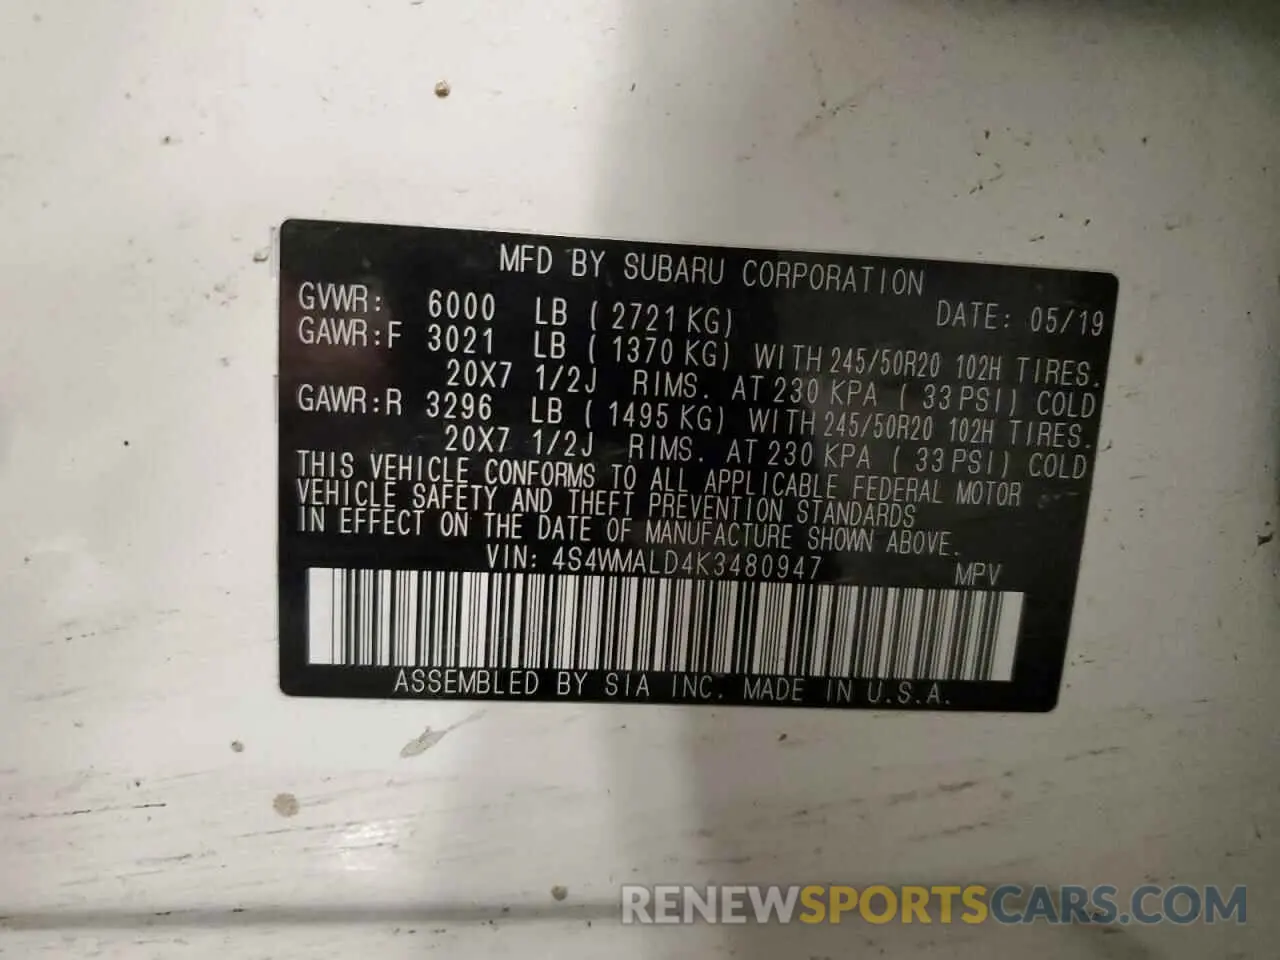 MFD BY SUBARU CORPORATION
GVWR: 6000 LB ( 2721 KG) DATE: 05/19
GAWR:F 3021 LB ( 1370 KG) WITH 245/50R20 102H TIRES.
20X7 1/2J RIMS. AT 230 KPA ( 33 PSI) COLD
GAWR:R 3296 LB ( 1495 KG) WITH 245/50R20 102H TIRES.
20X7 1/2J RIMS. AT 230 KPA ( 33 PSI) COLD
THIS VEHICLE CONFORMS TO ALL APPLICABLE FEDERAL MOTOR
VEHICLE SAFETY AND THEFT PREVENTION STANDARDS
IN EFFECT ON THE DATE OF MANUFACTURE SHOWN ABOVE.
VIN: 4S4WMALD4K3480947 MPV
ASSEMBLED BY SIA INC. MADE IN U.S.A.
RENEWSPORTSCARS.COM